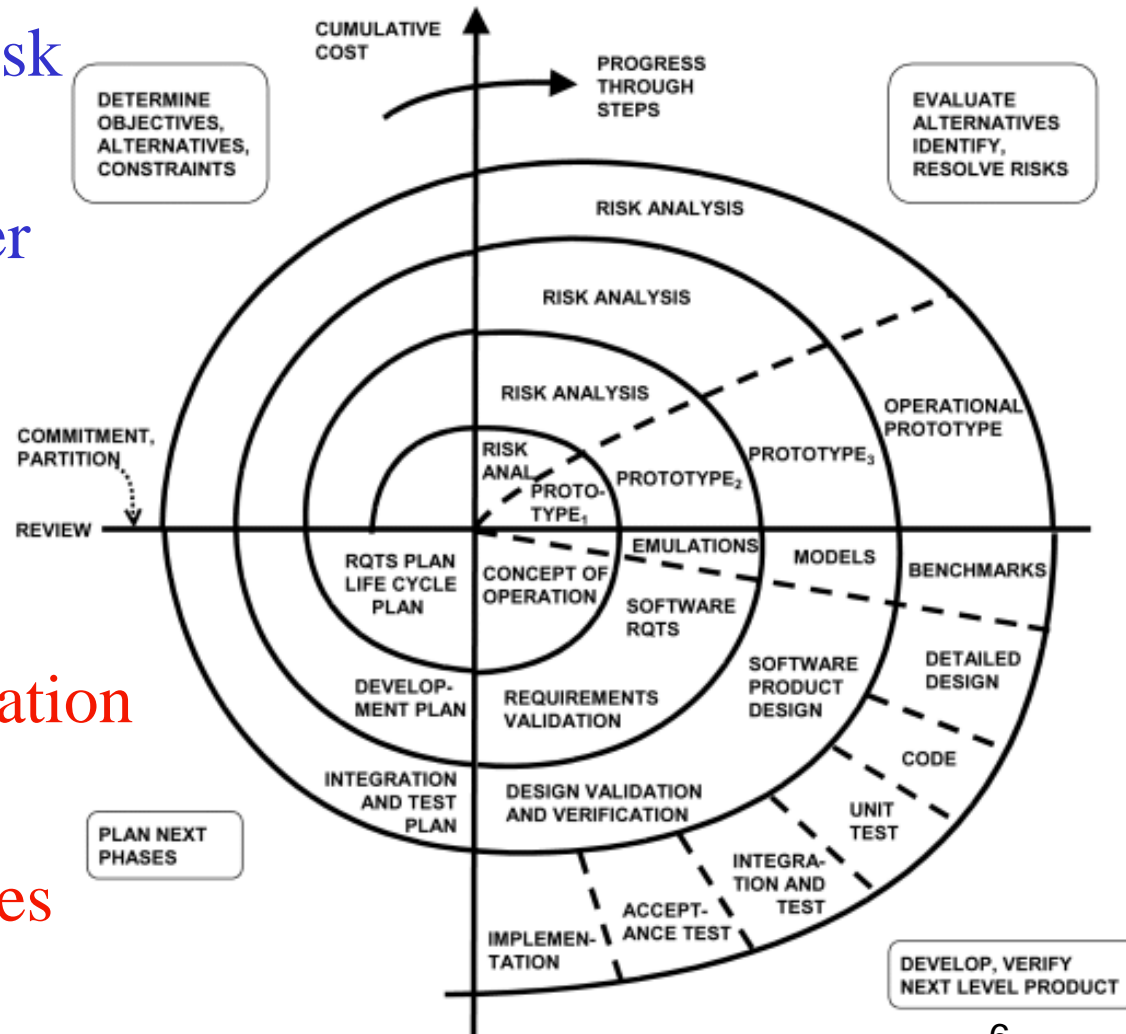 sk
er
ation
es
CUMULATIVE
COST
PROGRESS
THROUGH
STEPS
DETERMINE
OBJECTIVES,
ALTERNATIVES,
CONSTRAINTS
EVALUATE
ALTERNATIVES
IDENTIFY,
RESOLVE RISKS
RISK ANALYSIS
RISK ANALYSIS
RISK ANALYSIS
RISK
ANAL.
PROTO-
TYPE₁
PROTOTYPE₂
PROTOTYPE₃
OPERATIONAL
PROTOTYPE
COMMITMENT,
PARTITION
REVIEW
RQTS PLAN
LIFE CYCLE
PLAN
CONCEPT OF
OPERATION
EMULATIONS
MODELS
BENCHMARKS
SOFTWARE
RQTS
SOFTWARE
PRODUCT
DESIGN
DETAILED
DESIGN
DEVELOP-
MENT PLAN
REQUIREMENTS
VALIDATION
CODE
INTEGRATION
AND TEST
PLAN
DESIGN VALIDATION
AND VERIFICATION
UNIT
TEST
PLAN NEXT
PHASES
INTEGRA-
TION AND
TEST
ACCEPT-
ANCE TEST
IMPLEMEN-
TATION
DEVELOP, VERIFY
NEXT LEVEL PRODUCT